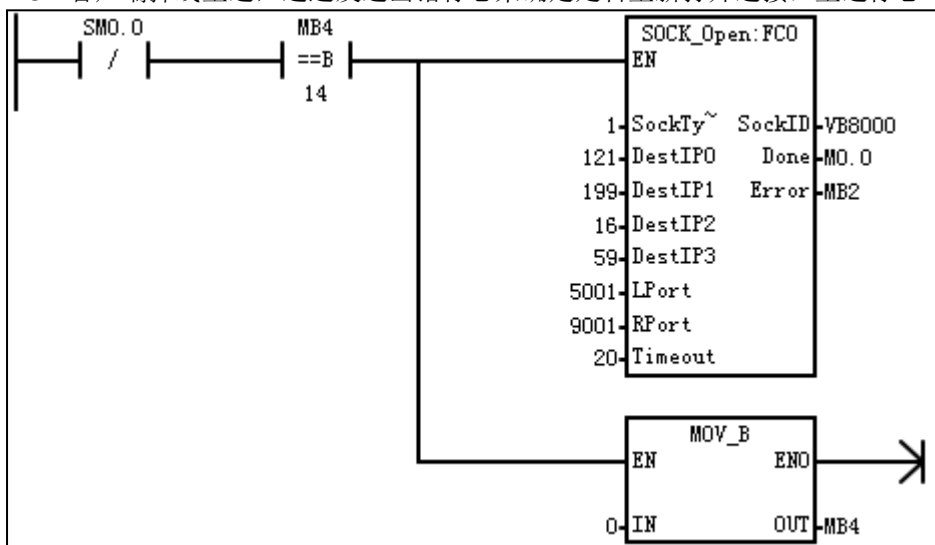 SM0.0 MB4 SOCK_Open:FC0
/ ==B EN
14
1 SockTy~ SockID VB8000
121 DestIP0 Done M0.0
199 DestIP1 Error MB2
16 DestIP2
59 DestIP3
5001 LPort
9001 RPort
20 Timeout
MOV_B
EN ENO
0 IN OUT MB4